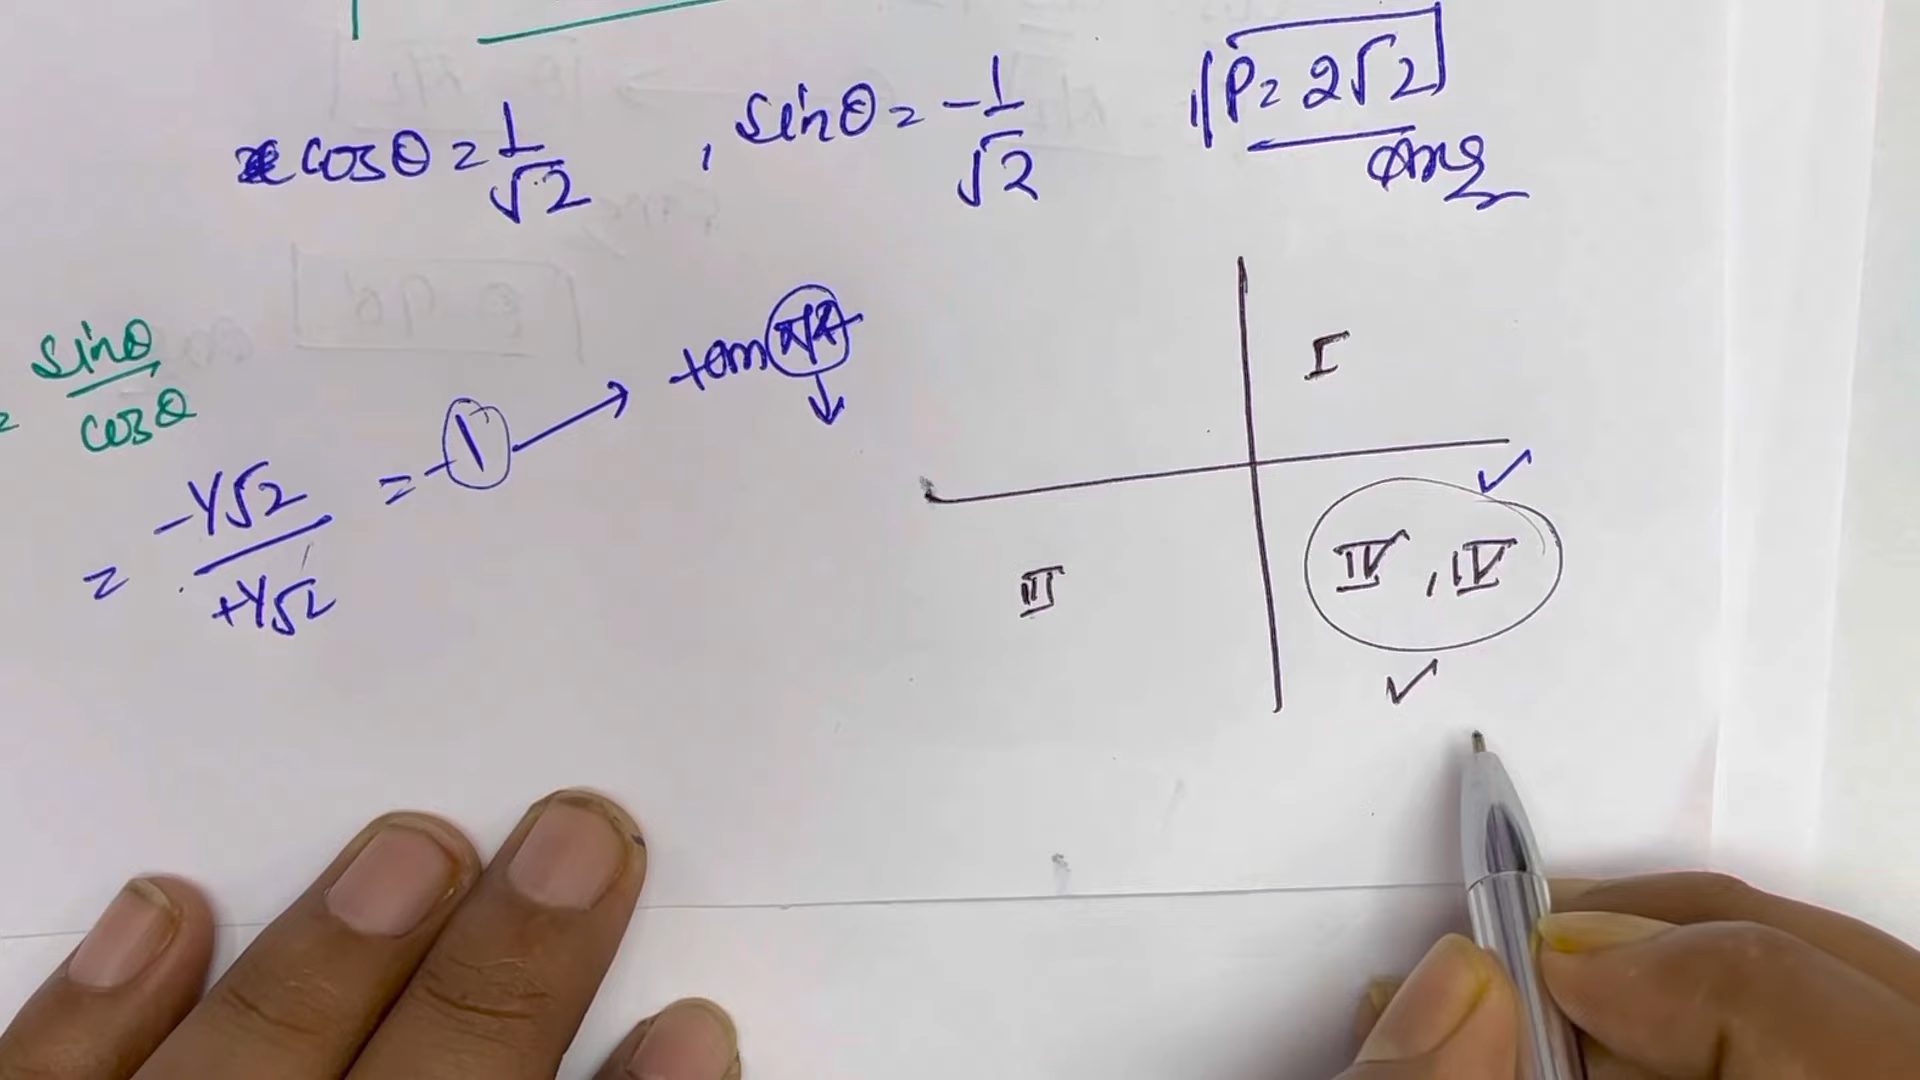 cosθ = 1/√2 , sinθ = -1/√2 P = 2√2
Ans
= sinθ/cosθ
= -1/√2 / +1/√2 = -1 → tan π/4
I
III
IV , IV